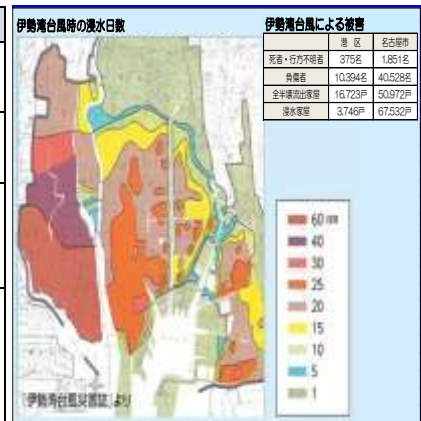 伊勢湾台風時の浸水日数
伊勢湾台風による被害
港 区 名古屋市
死者・行方不明者 375名 1,851名
負傷者 10,394名 40,528名
全半壊流出家屋 16,723戸 50,972戸
浸水家屋 3,746戸 67,532戸
60
40
30
25
20
15
10
5
1
「伊勢湾台風災害誌」より